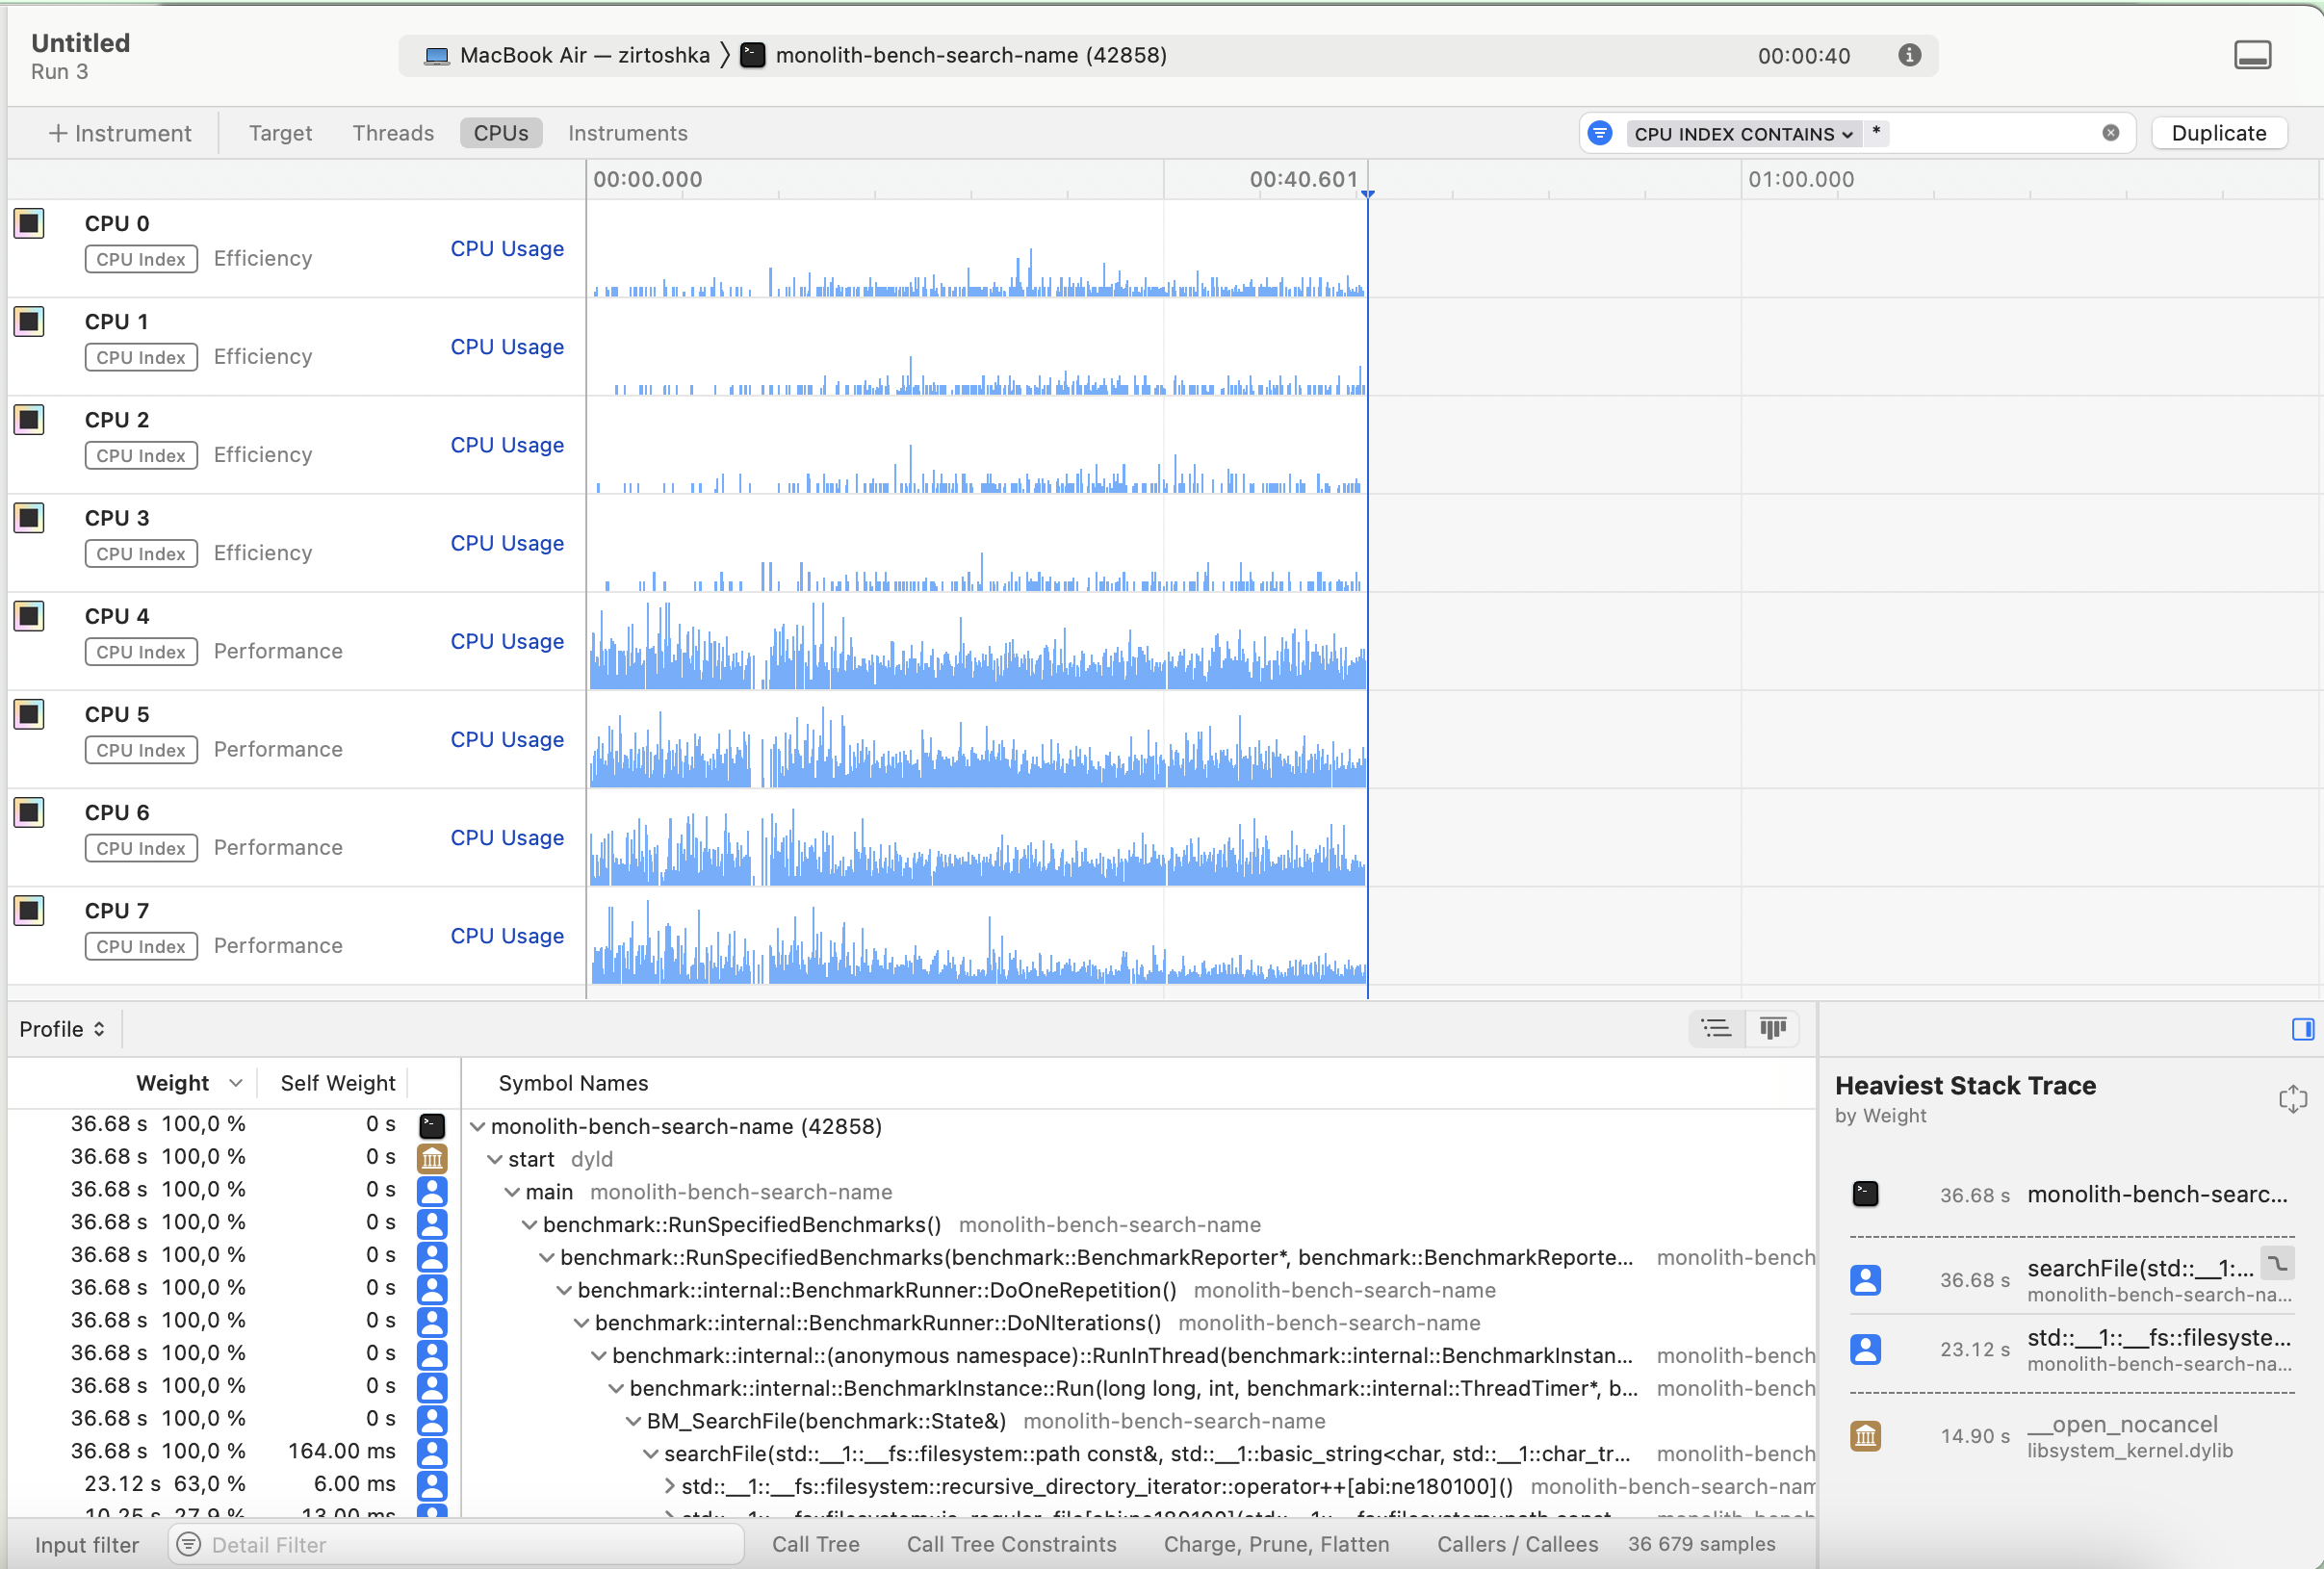 Untitled
Run 3
MacBook Air — zirtoshka 〉 monolith-bench-search-name (42858)
00:00:40
+ Instrument
Target
Threads
CPUs
Instruments
CPU INDEX CONTAINS
*
Duplicate
00:00.000
00:40.601
01:00.000
CPU 0
CPU Index Efficiency
CPU Usage
CPU 1
CPU Index Efficiency
CPU Usage
CPU 2
CPU Index Efficiency
CPU Usage
CPU 3
CPU Index Efficiency
CPU Usage
CPU 4
CPU Index Performance
CPU Usage
CPU 5
CPU Index Performance
CPU Usage
CPU 6
CPU Index Performance
CPU Usage
CPU 7
CPU Index Performance
CPU Usage
Profile
Weight Self Weight Symbol Names
36.68 s 100,0 % 0 s monolith-bench-search-name (42858)
36.68 s 100,0 % 0 s start dyld
36.68 s 100,0 % 0 s main monolith-bench-search-name
36.68 s 100,0 % 0 s benchmark::RunSpecifiedBenchmarks() monolith-bench-search-name
36.68 s 100,0 % 0 s benchmark::RunSpecifiedBenchmarks(benchmark::BenchmarkReporter*, benchmark::BenchmarkReporte... monolith-bench
36.68 s 100,0 % 0 s benchmark::internal::BenchmarkRunner::DoOneRepetition() monolith-bench-search-name
36.68 s 100,0 % 0 s benchmark::internal::BenchmarkRunner::DoNIterations() monolith-bench-search-name
36.68 s 100,0 % 0 s benchmark::internal::(anonymous namespace)::RunInThread(benchmark::internal::BenchmarkInstan... monolith-bench
36.68 s 100,0 % 0 s benchmark::internal::BenchmarkInstance::Run(long long, int, benchmark::internal::ThreadTimer*, b... monolith-bench
36.68 s 100,0 % 0 s BM_SearchFile(benchmark::State&) monolith-bench-search-name
36.68 s 100,0 % 164.00 ms searchFile(std::__1::__fs::filesystem::path const&, std::__1::basic_string<char, std::__1::char_tr... monolith-bench
23.12 s 63,0 % 6.00 ms std::__1::__fs::filesystem::recursive_directory_iterator::operator++[abi:ne180100]() monolith-bench-search-nam
10.25 s 27,9 % 13.00 ms
Heaviest Stack Trace
by Weight
36.68 s monolith-bench-searc...
36.68 s searchFile(std::__1:...
monolith-bench-search-na...
23.12 s std::__1::__fs::filesyste...
monolith-bench-search-na...
14.90 s __open_nocancel
libsystem_kernel.dylib
Input filter
Detail Filter
Call Tree
Call Tree Constraints
Charge, Prune, Flatten
Callers / Callees
36 679 samples